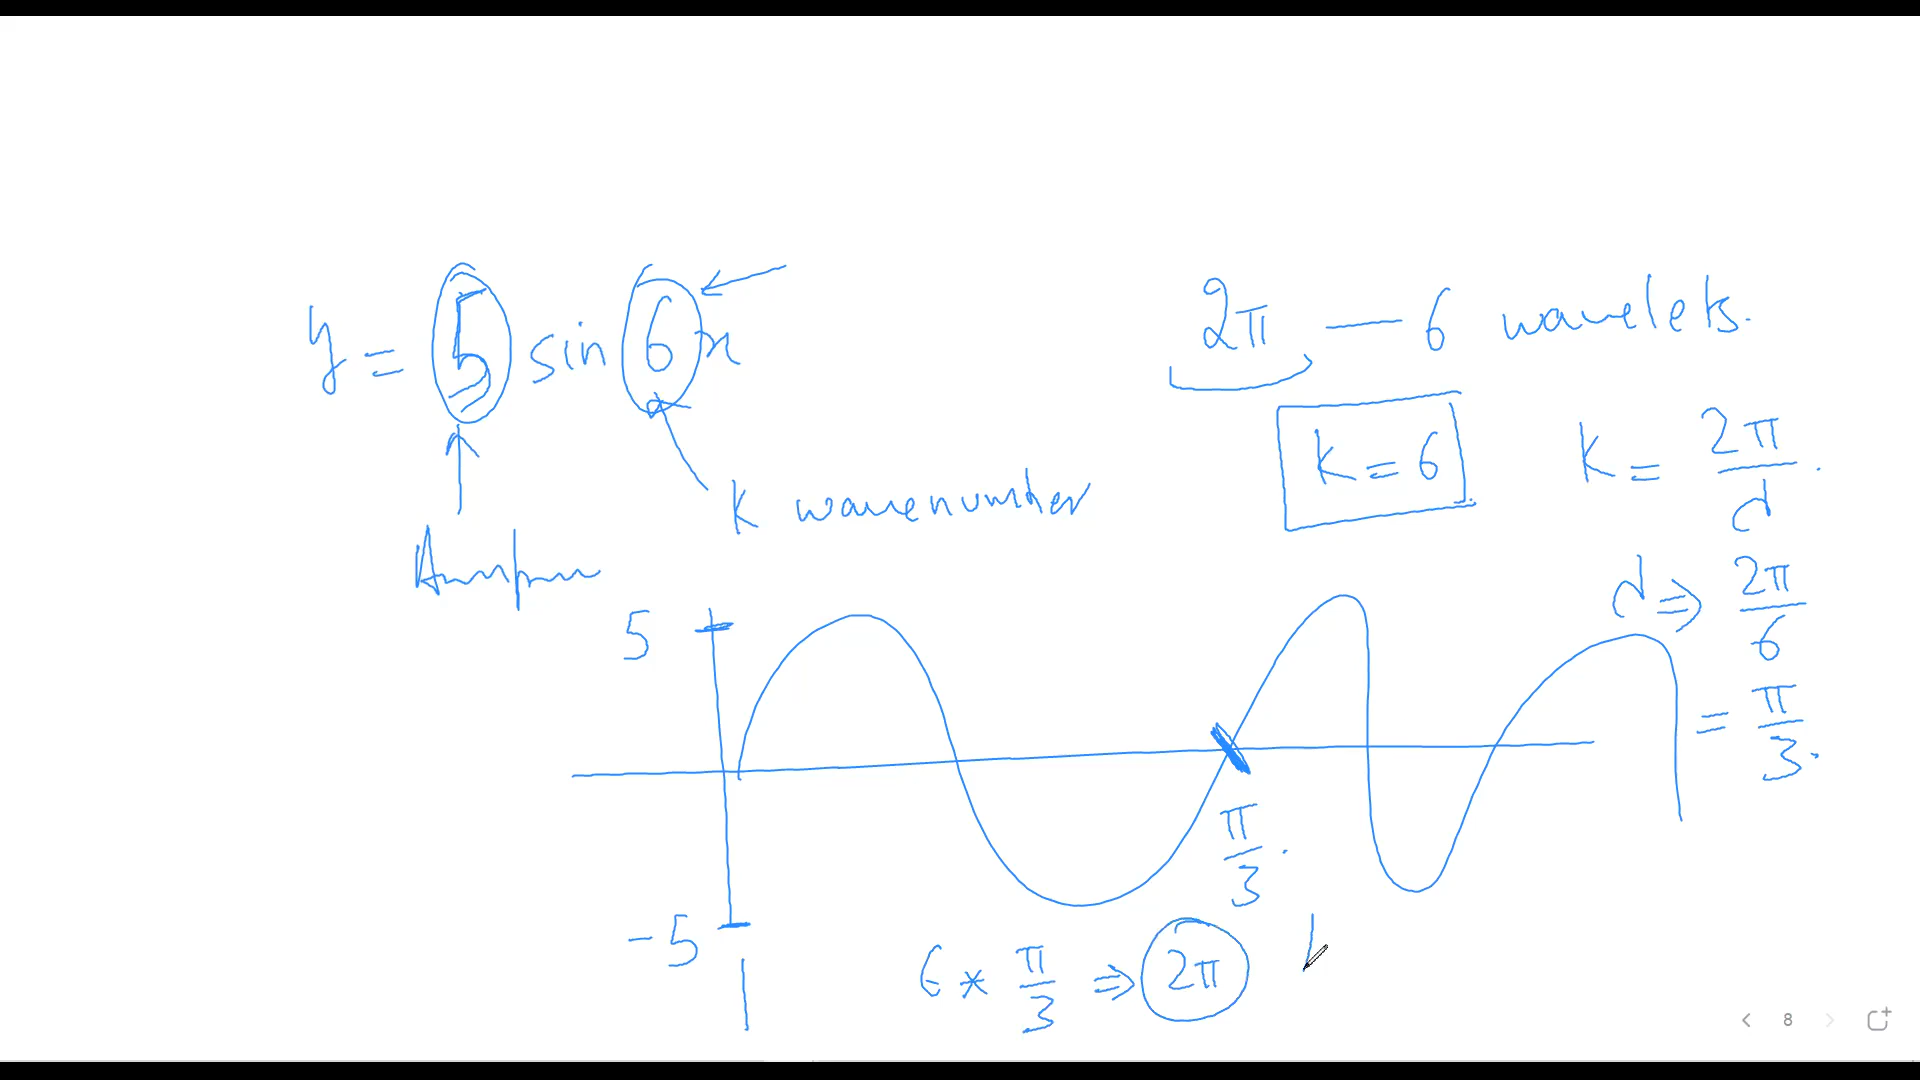 y = 5 sin 6x
2π — 6 wavelets.
k = 6
k = 2π/d.
k wavenumber
d ⇒ 2π/6
= π/3.
5
π/3.
-5
6 * π/3 ⇒ 2π
8